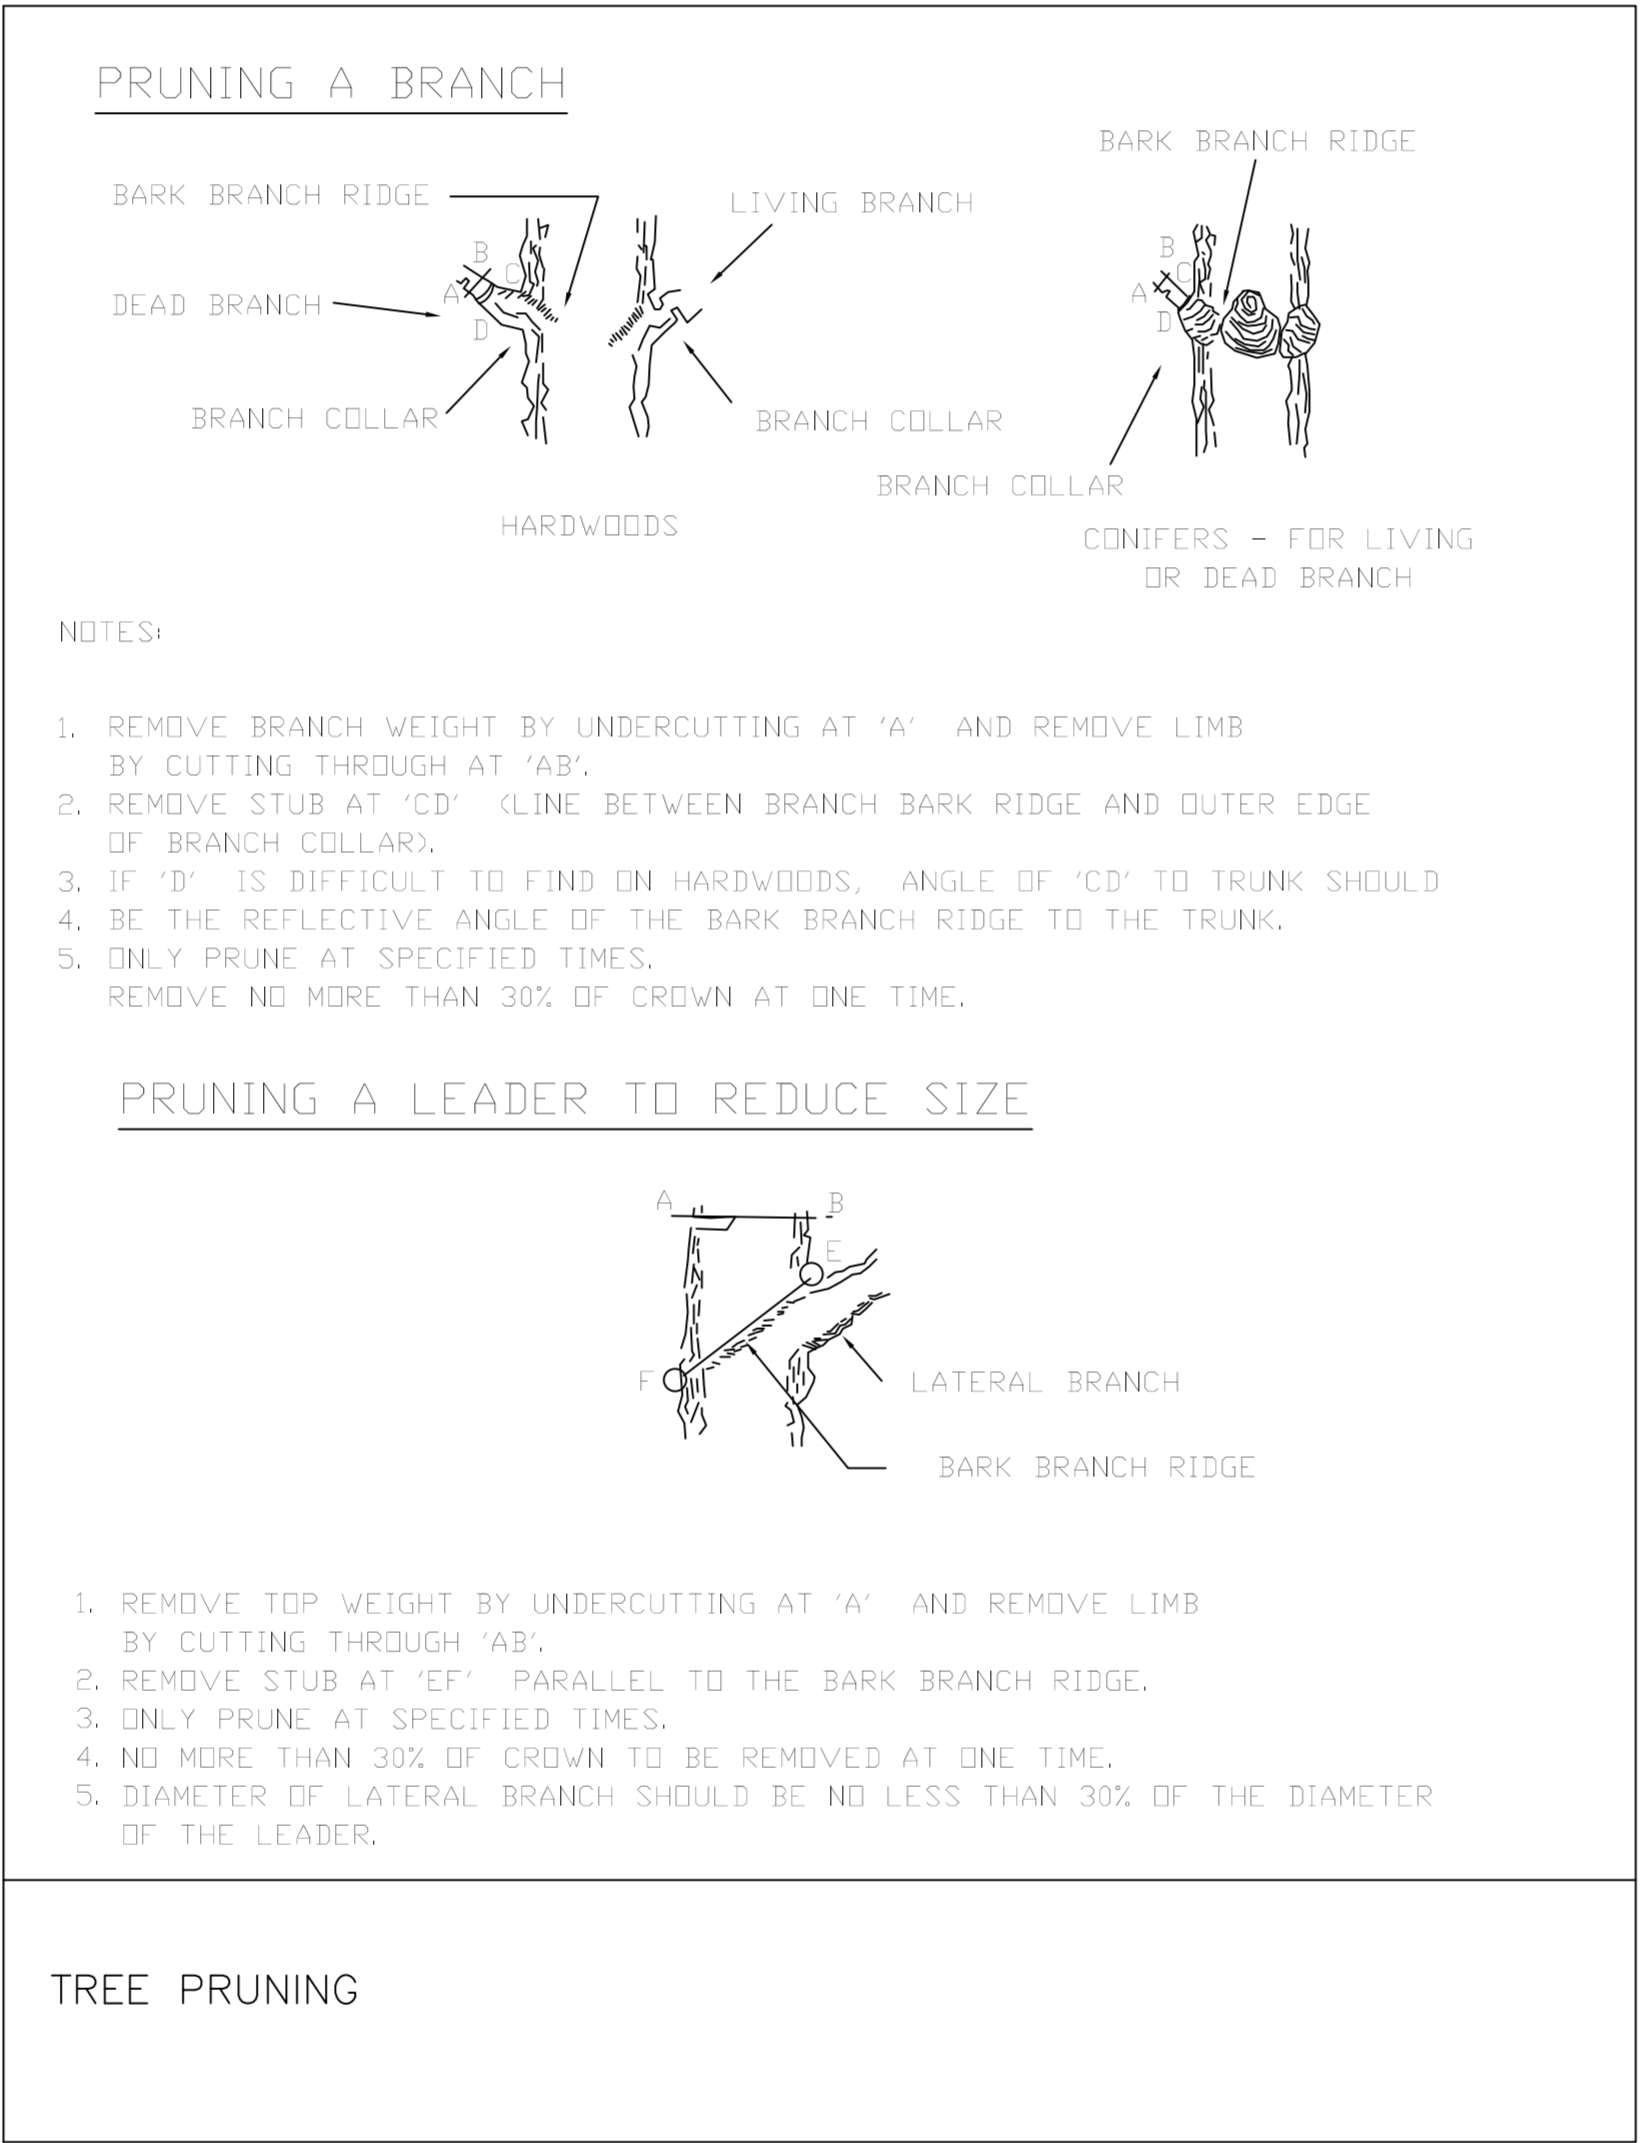 PRUNING A BRANCH
BARK BRANCH RIDGE
BARK BRANCH RIDGE
LIVING BRANCH
B
C
A
D
DEAD BRANCH
B
C
A
D
BRANCH COLLAR
BRANCH COLLAR
BRANCH COLLAR
HARDWOODS
CONIFERS - FOR LIVING
OR DEAD BRANCH
NOTES:
1. REMOVE BRANCH WEIGHT BY UNDERCUTTING AT 'A' AND REMOVE LIMB
BY CUTTING THROUGH AT 'AB'.
2. REMOVE STUB AT 'CD' (LINE BETWEEN BRANCH BARK RIDGE AND OUTER EDGE
OF BRANCH COLLAR).
3. IF 'D' IS DIFFICULT TO FIND ON HARDWOODS, ANGLE OF 'CD' TO TRUNK SHOULD
4. BE THE REFLECTIVE ANGLE OF THE BARK BRANCH RIDGE TO THE TRUNK.
5. ONLY PRUNE AT SPECIFIED TIMES.
REMOVE NO MORE THAN 30% OF CROWN AT ONE TIME.
PRUNING A LEADER TO REDUCE SIZE
A
B
E
F
LATERAL BRANCH
BARK BRANCH RIDGE
1. REMOVE TOP WEIGHT BY UNDERCUTTING AT 'A' AND REMOVE LIMB
BY CUTTING THROUGH 'AB'.
2. REMOVE STUB AT 'EF' PARALLEL TO THE BARK BRANCH RIDGE.
3. ONLY PRUNE AT SPECIFIED TIMES.
4. NO MORE THAN 30% OF CROWN TO BE REMOVED AT ONE TIME.
5. DIAMETER OF LATERAL BRANCH SHOULD BE NO LESS THAN 30% OF THE DIAMETER
OF THE LEADER.
TREE PRUNING